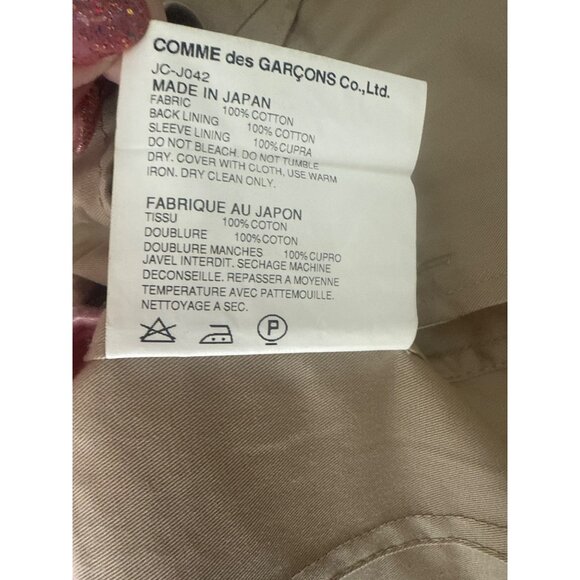 COMME des GARÇONS Co.,Ltd.
JC-J042
MADE IN JAPAN
FABRIC 100% COTTON
BACK LINING 100% COTTON
SLEEVE LINING 100% CUPRA
DO NOT BLEACH. DO NOT TUMBLE
DRY. COVER WITH CLOTH, USE WARM
IRON. DRY CLEAN ONLY.
FABRIQUE AU JAPON
TISSU 100% COTON
DOUBLURE 100% COTON
DOUBLURE MANCHES 100% CUPRO
JAVEL INTERDIT. SECHAGE MACHINE
DECONSEILLE. REPASSER A MOYENNE
TEMPERATURE AVEC PATTEMOUILLE.
NETTOYAGE A SEC.
P